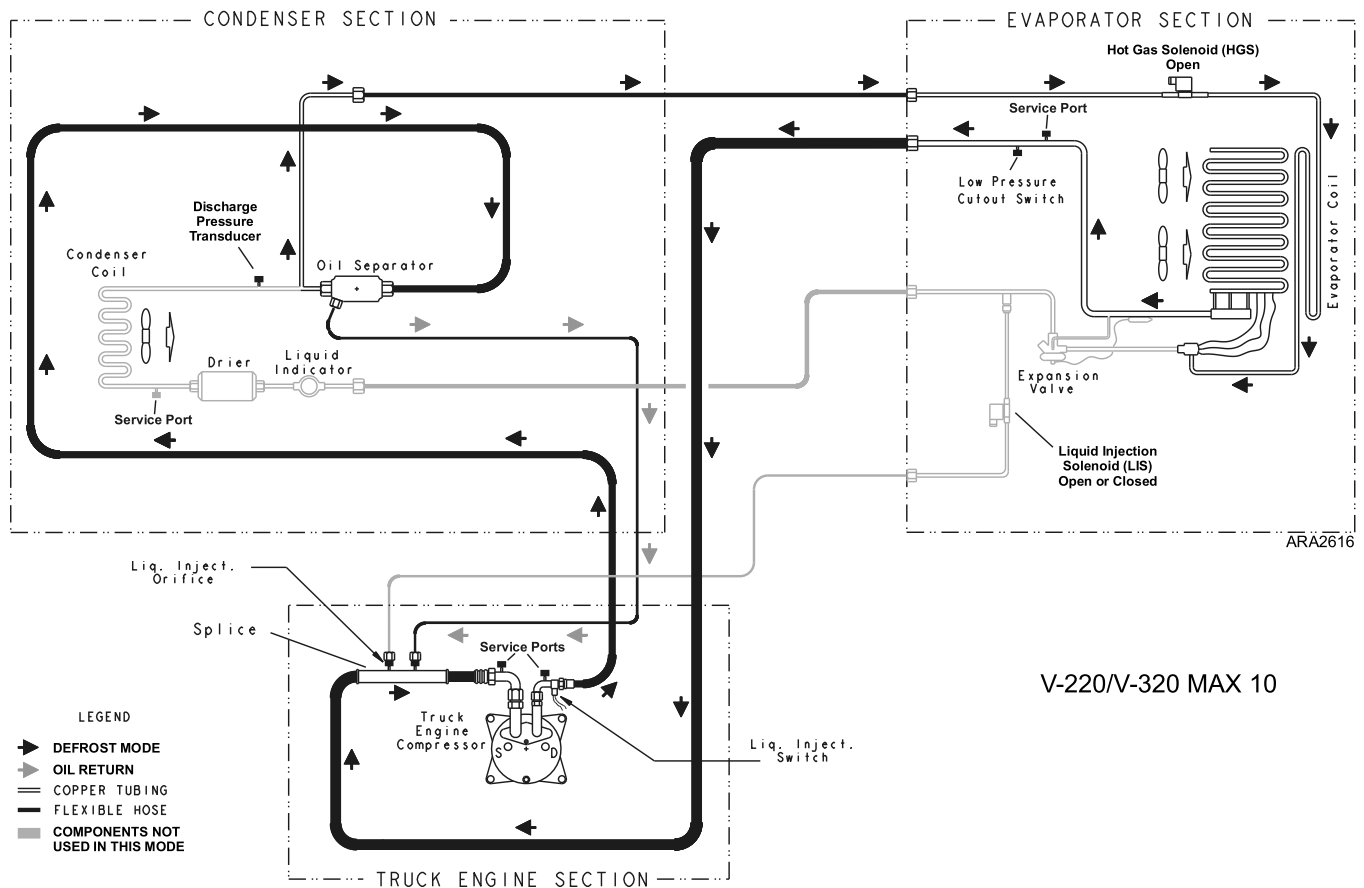 CONDENSER SECTION
EVAPORATOR SECTION
Hot Gas Solenoid (HGS)
Open
Service Port
Low Pressure
Cutout Switch
Evaporator Coil
Discharge
Pressure
Transducer
Condenser
Coil
Oil Separator
Drier
Liquid
Indicator
Service Port
Expansion
Valve
Liquid Injection
Solenoid (LIS)
Open or Closed
ARA2616
Liq. Inject.
Orifice
Splice
Service Ports
Truck
Engine
Compressor
S
D
Liq. Inject.
Switch
V-220/V-320 MAX 10
LEGEND
DEFROST MODE
OIL RETURN
COPPER TUBING
FLEXIBLE HOSE
COMPONENTS NOT
USED IN THIS MODE
TRUCK ENGINE SECTION